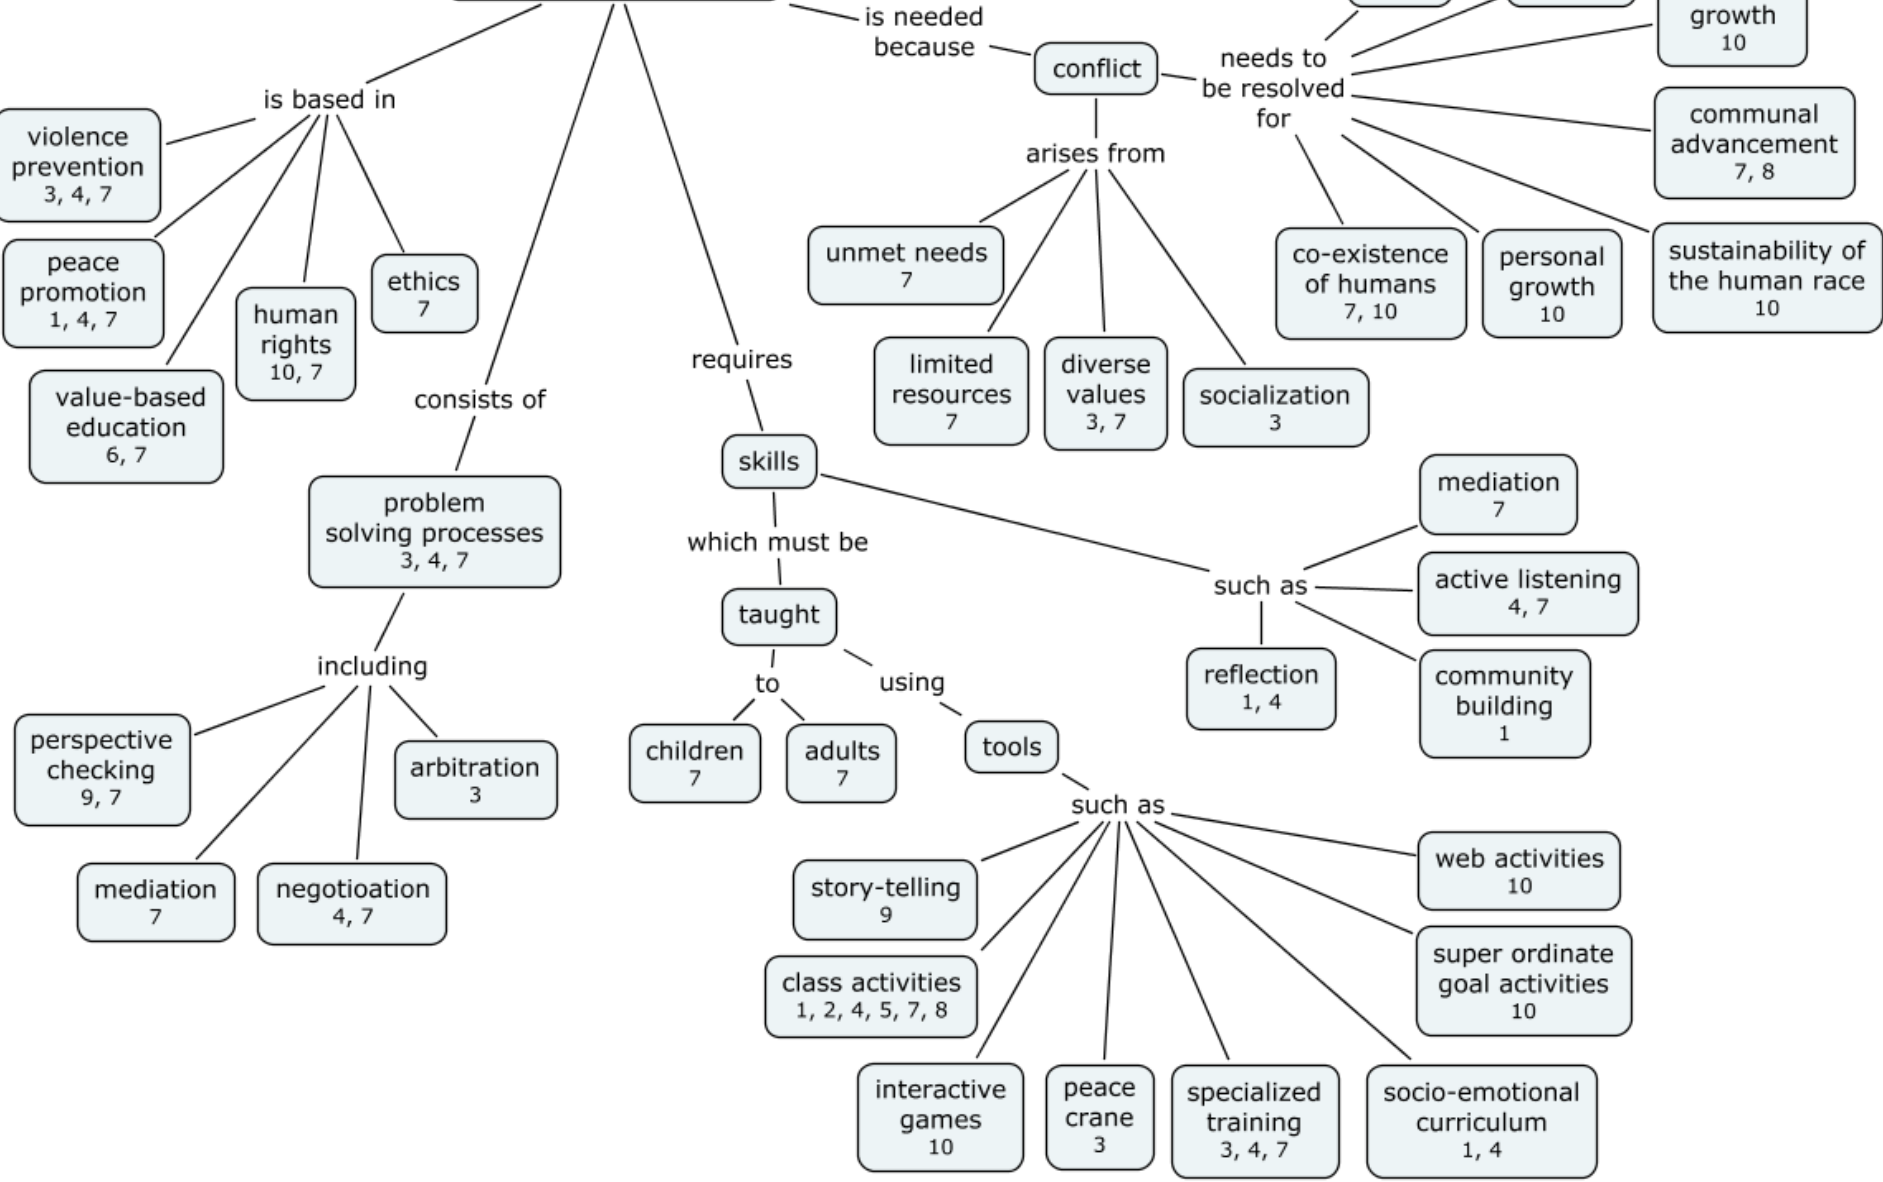 is needed
because
growth
10
conflict
needs to
be resolved
for
is based in
communal
advancement
7, 8
violence
prevention
3, 4, 7
arises from
peace
promotion
1, 4, 7
human
rights
10, 7
ethics
7
value-based
education
6, 7
unmet needs
7
limited
resources
7
diverse
values
3, 7
socialization
3
co-existence
of humans
7, 10
personal
growth
10
sustainability of
the human race
10
consists of
requires
problem
solving processes
3, 4, 7
skills
which must be
taught
such as
mediation
7
active listening
4, 7
community
building
1
reflection
1, 4
including
perspective
checking
9, 7
arbitration
3
mediation
7
negotioation
4, 7
to
using
children
7
adults
7
tools
such as
story-telling
9
class activities
1, 2, 4, 5, 7, 8
interactive
games
10
peace
crane
3
specialized
training
3, 4, 7
socio-emotional
curriculum
1, 4
super ordinate
goal activities
10
web activities
10